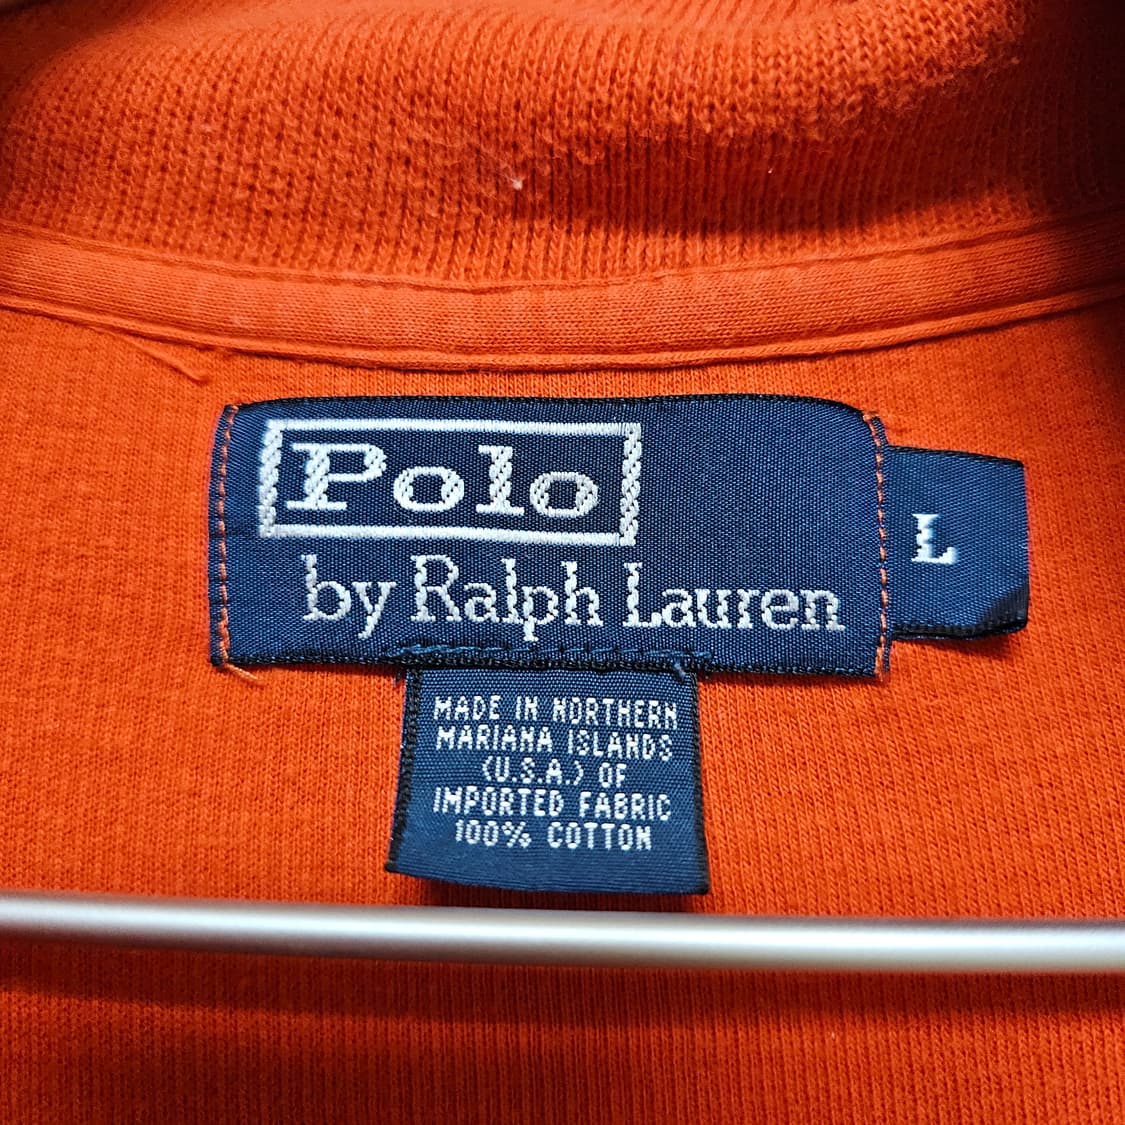 Polo
by Ralph Lauren
L
MADE IN NORTHERN
MARIANA ISLANDS
(U.S.A.) OF
IMPORTED FABRIC
100% COTTON